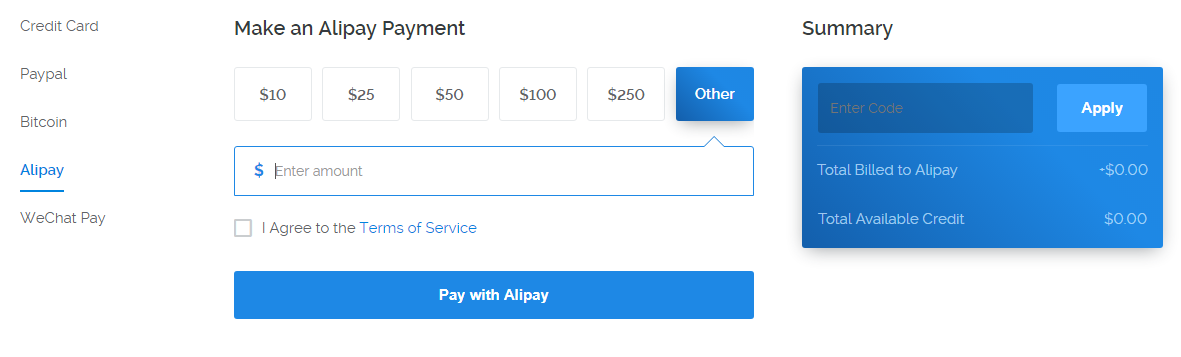 Credit Card
Paypal
Bitcoin
Alipay
WeChat Pay
Make an Alipay Payment
$10 $25 $50 $100 $250 Other
$ Enter amount
I Agree to the Terms of Service
Pay with Alipay
Summary
Enter Code Apply
Total Billed to Alipay +$0.00
Total Available Credit $0.00